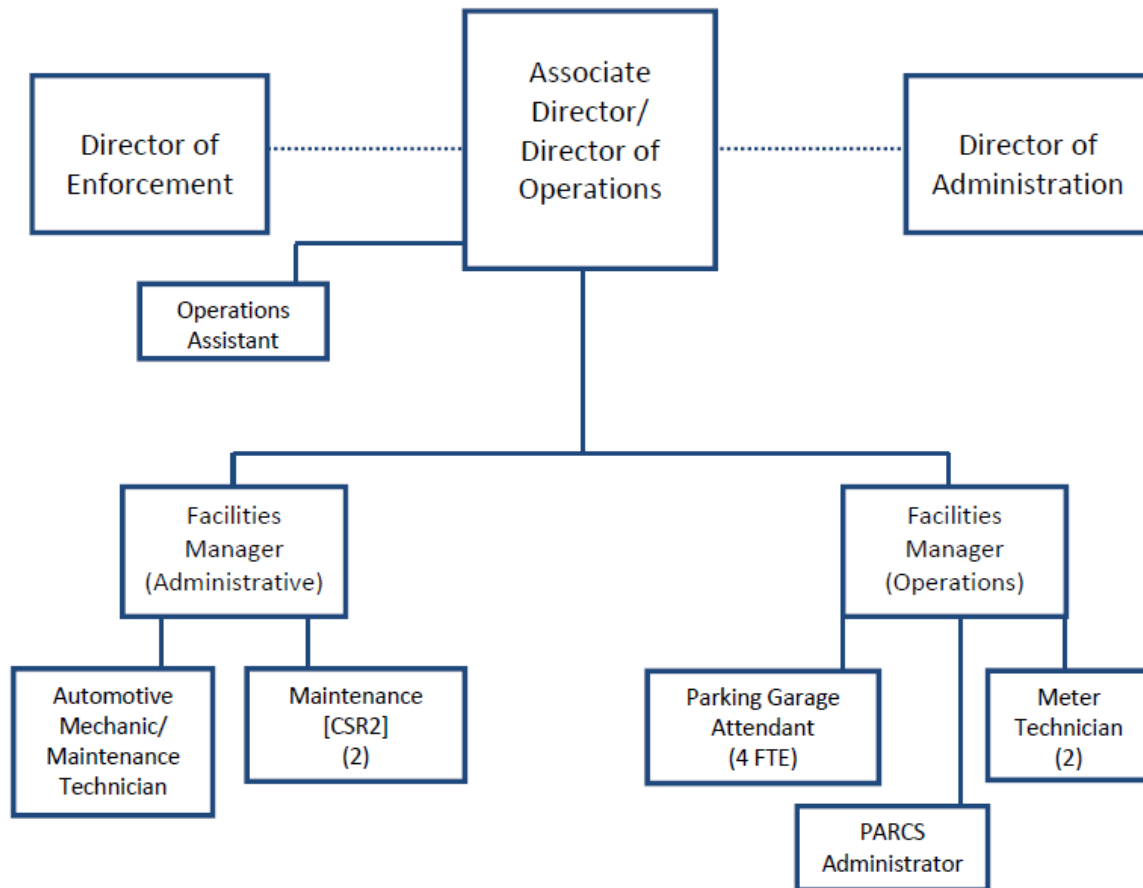 Associate
Director/
Director of
Operations
Director of
Enforcement
Director of
Administration
Operations
Assistant
Facilities
Manager
(Administrative)
Facilities
Manager
(Operations)
Automotive
Mechanic/
Maintenance
Technician
Maintenance
[CSR2]
(2)
Parking Garage
Attendant
(4 FTE)
Meter
Technician
(2)
PARCS
Administrator